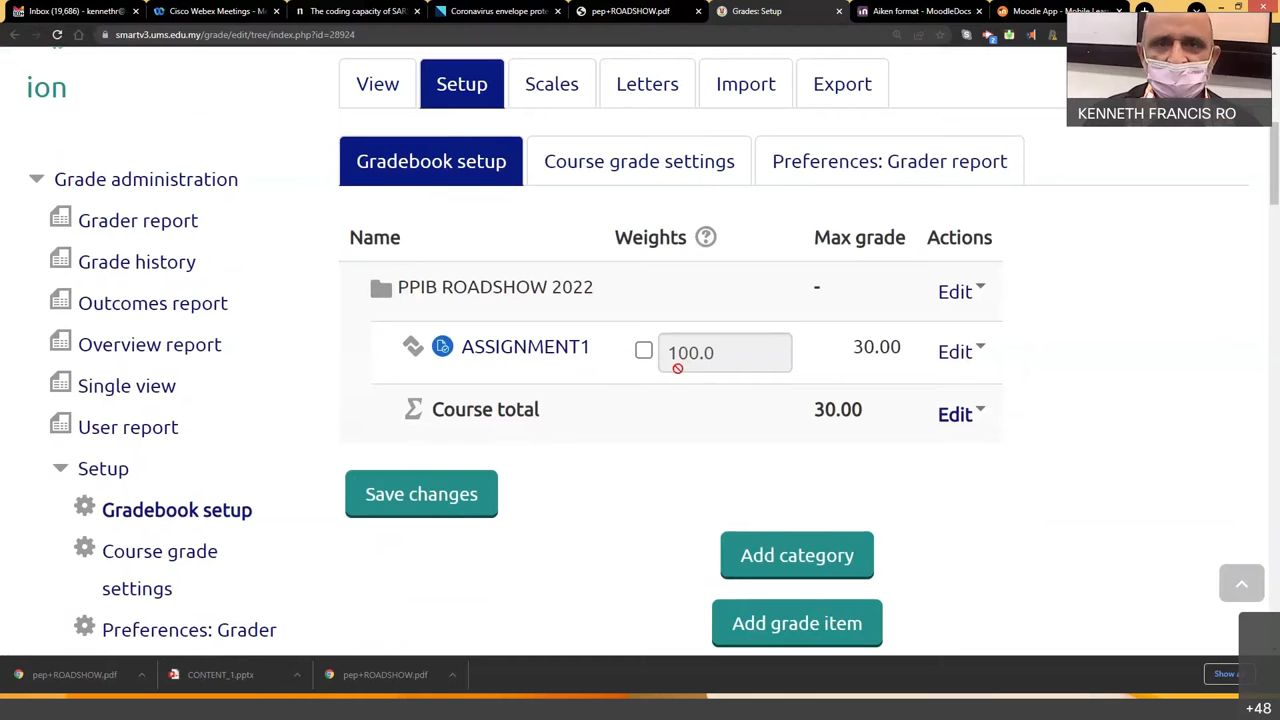 Inbox (19,686) - kennethr@
Cisco Webex Meetings - M
The coding capacity of SAR
Coronavirus envelope prote
pep+ROADSHOW.pdf
Grades: Setup
Aiken format - MoodleDocs
Moodle App - Mobile Lear
smartv3.ums.edu.my/grade/edit/tree/index.php?id=28924
KENNETH FRANCIS RO
ion
View
Setup
Scales
Letters
Import
Export
Gradebook setup
Course grade settings
Preferences: Grader report
Grade administration
Grader report
Grade history
Outcomes report
Overview report
Single view
User report
Setup
Gradebook setup
Course grade
settings
Preferences: Grader
Name Weights ? Max grade Actions
PPIB ROADSHOW 2022 - Edit
ASSIGNMENT1 100.0 30.00 Edit
Σ Course total 30.00 Edit
Save changes
Add category
Add grade item
pep+ROADSHOW.pdf
CONTENT_1.pptx
pep+ROADSHOW.pdf
Show a
+48